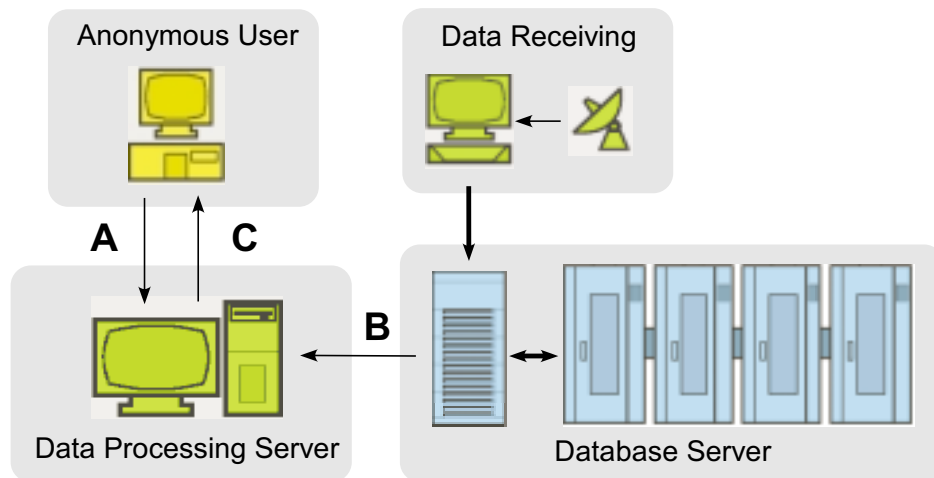 Anonymous User
Data Receiving
A
C
B
Data Processing Server
Database Server